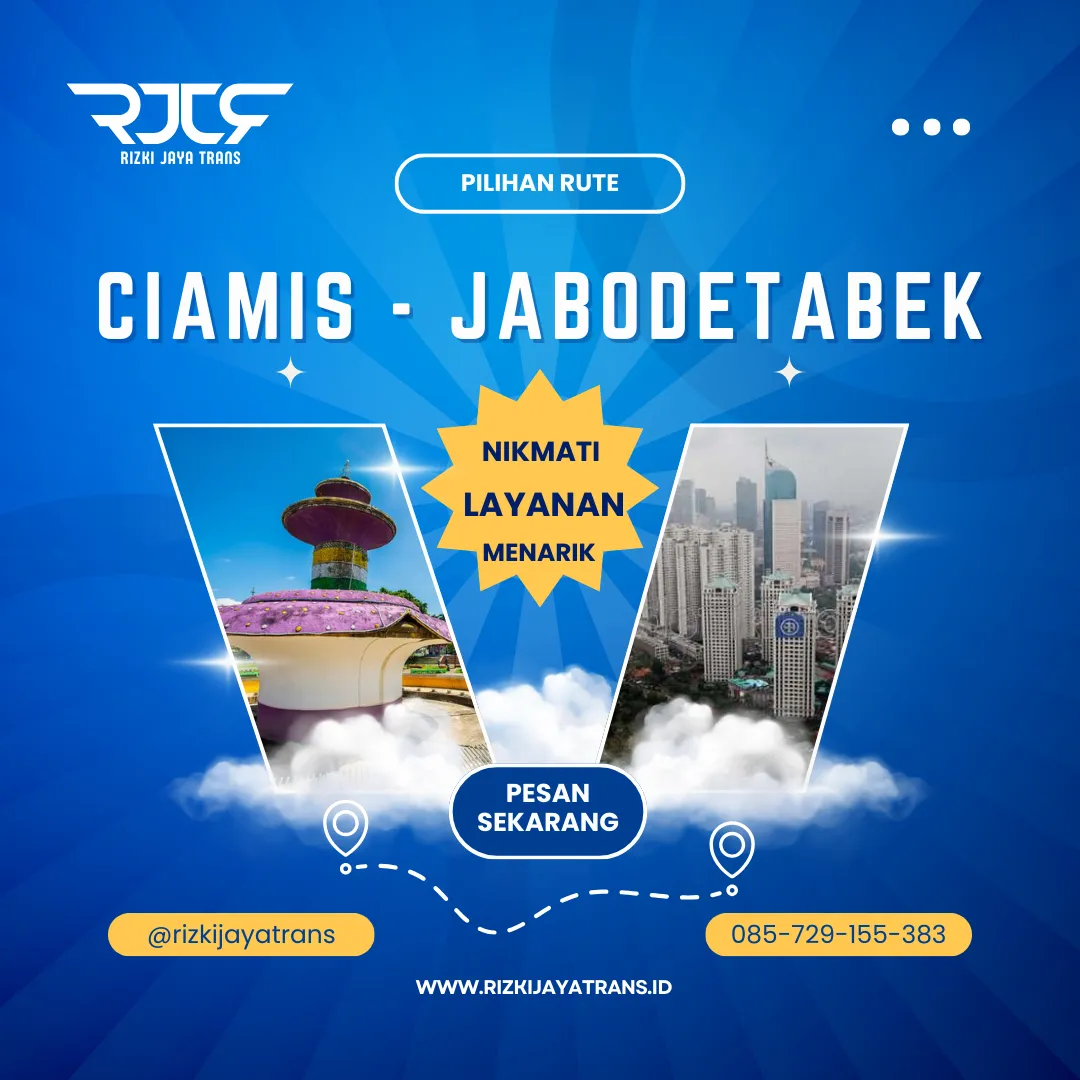 RJTR
RIZKI JAYA TRANS
PILIHAN RUTE
CIAMIS - JABODETABEK
NIKMATI
LAYANAN
MENARIK
PESAN
SEKARANG
@rizkijayatrans
085-729-155-383
WWW.RIZKIJAYATRANS.ID